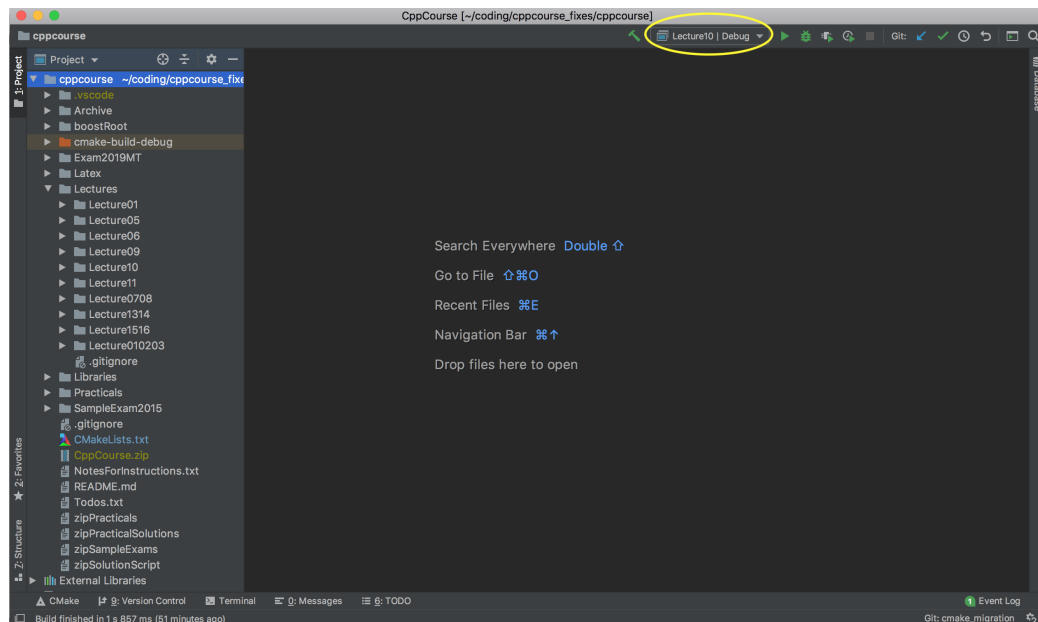 CppCourse [~/coding/cppcourse_fixes/cppcourse]
cppcourse
Lecture10 | Debug
Git:
1: Project
Project
cppcourse ~/coding/cppcourse_fixe
.vscode
Archive
boostRoot
cmake-build-debug
Exam2019MT
Latex
Lectures
Lecture01
Lecture05
Lecture06
Lecture09
Lecture10
Lecture11
Lecture0708
Lecture1314
Lecture1516
Lecture010203
.gitignore
Libraries
Practicals
SampleExam2015
.gitignore
CMakeLists.txt
CppCourse.zip
NotesForInstructions.txt
README.md
Todos.txt
zipPracticals
zipPracticalSolutions
zipSampleExams
zipSolutionScript
External Libraries
2: Favorites
Z: Structure
Search Everywhere Double ⇧
Go to File ⇧⌘O
Recent Files ⌘E
Navigation Bar ⌘↑
Drop files here to open
Database
CMake 9: Version Control Terminal 0: Messages 6: TODO 1 Event Log
Build finished in 1 s 857 ms (51 minutes ago) Git: cmake_migration